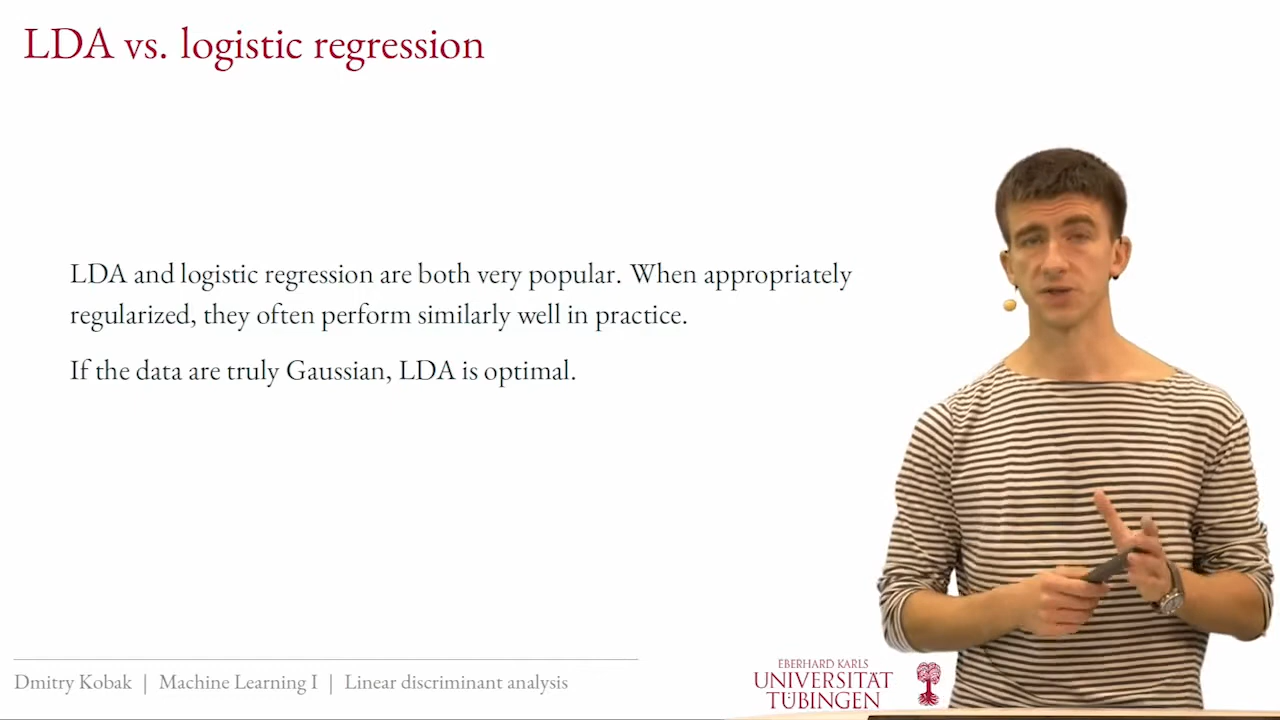 LDA vs. logistic regression
LDA and logistic regression are both very popular. When appropriately
regularized, they often perform similarly well in practice.
If the data are truly Gaussian, LDA is optimal.
Dmitry Kobak | Machine Learning I | Linear discriminant analysis
EBERHARD KARLS
UNIVERSITÄT
TÜBINGEN